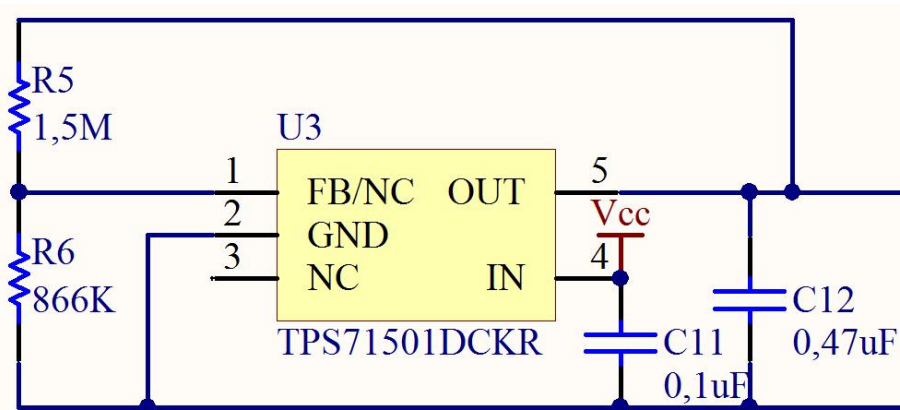 R5
1,5M
U3
1
FB/NC
OUT
5
2
GND
Vcc
R6
866K
3
NC
IN
4
TPS71501DCKR
C11
0,1uF
C12
0,47uF